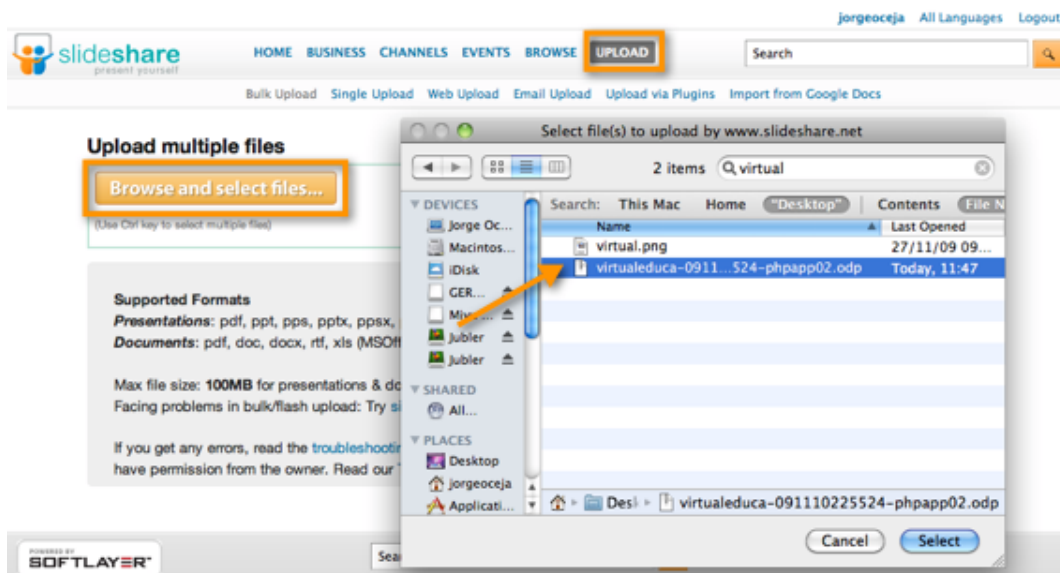 jorgeoceja All Languages Logout
slideshare
present yourself
HOME BUSINESS CHANNELS EVENTS BROWSE UPLOAD
Search
Bulk Upload Single Upload Web Upload Email Upload Upload via Plugins Import from Google Docs
Upload multiple files
Browse and select files...
(Use Ctrl key to select multiple files)
Supported Formats
Presentations: pdf, ppt, pps, pptx, ppsx,
Documents: pdf, doc, docx, rtf, xls (MSOff
Max file size: 100MB for presentations & do
Facing problems in bulk/flash upload: Try si
If you get any errors, read the troubleshootin
have permission from the owner. Read our
Select file(s) to upload by www.slideshare.net
2 items virtual
DEVICES
Jorge Oc...
Macintos...
iDisk
GER...
Jubler
Jubler
SHARED
All...
PLACES
Desktop
jorgeoceja
Applicati...
Search: This Mac Home "Desktop" Contents File N
Name Last Opened
virtual.png 27/11/09 09...
virtualeduca-0911...524-phpapp02.odp Today, 11:47
virtualeduca-091110225524-phpapp02.odp
Cancel Select
POWERED BY
SOFTLAYER
Sea